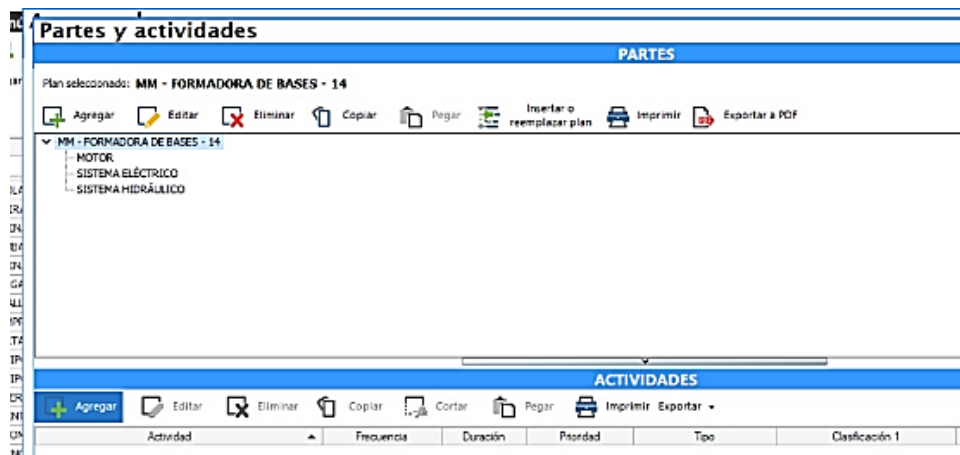 Partes y actividades
PARTES
Plan seleccionado: MM - FORMADORA DE BASES - 14
Agregar Editar Eliminar Copiar Pegar Insertar o reemplazar plan Imprimir Exportar a PDF
MM - FORMADORA DE BASES - 14
MOTOR
SISTEMA ELÉCTRICO
SISTEMA HIDRÁULICO
ACTIVIDADES
Agregar Editar Eliminar Copiar Cortar Pegar Imprimir Exportar
Actividad Frecuencia Duración Prioridad Tipo Clasificación 1